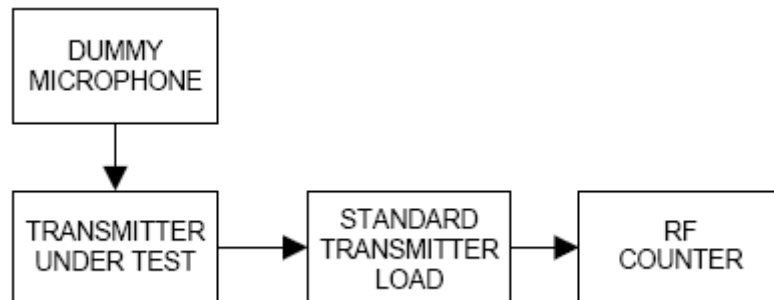 DUMMY
MICROPHONE
TRANSMITTER
UNDER TEST
STANDARD
TRANSMITTER
LOAD
RF
COUNTER